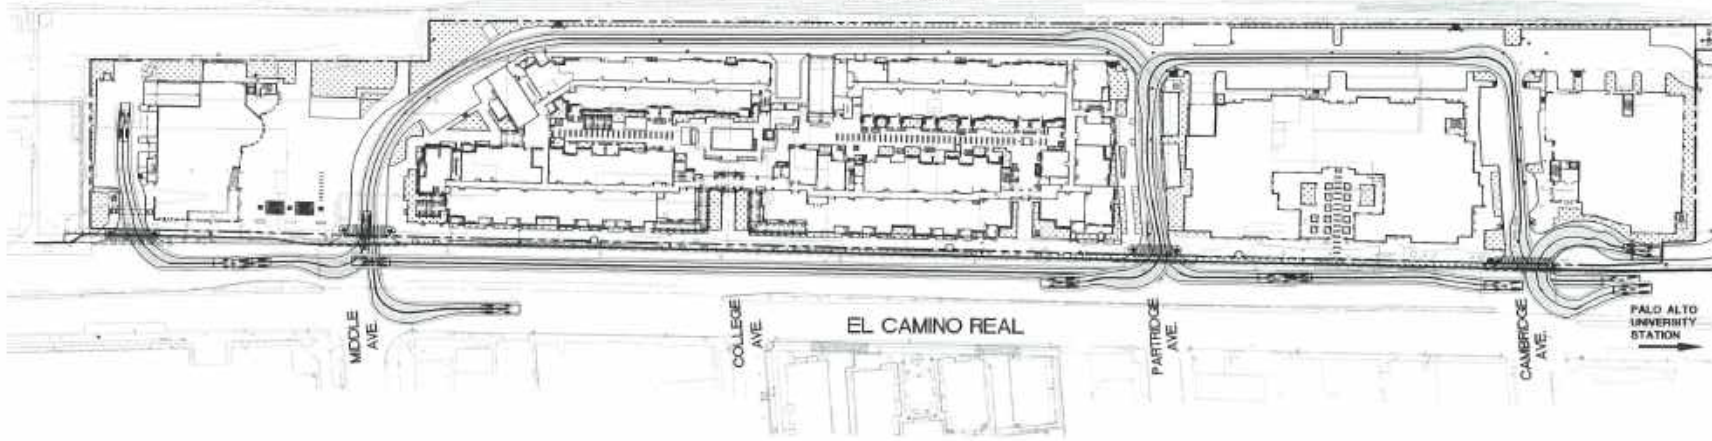 EL CAMINO REAL
MIDDLE
AVE.
COLLEGE
AVE.
PARTRIDGE
AVE.
CAMBRIDGE
AVE.
PALO ALTO
UNIVERSITY
STATION